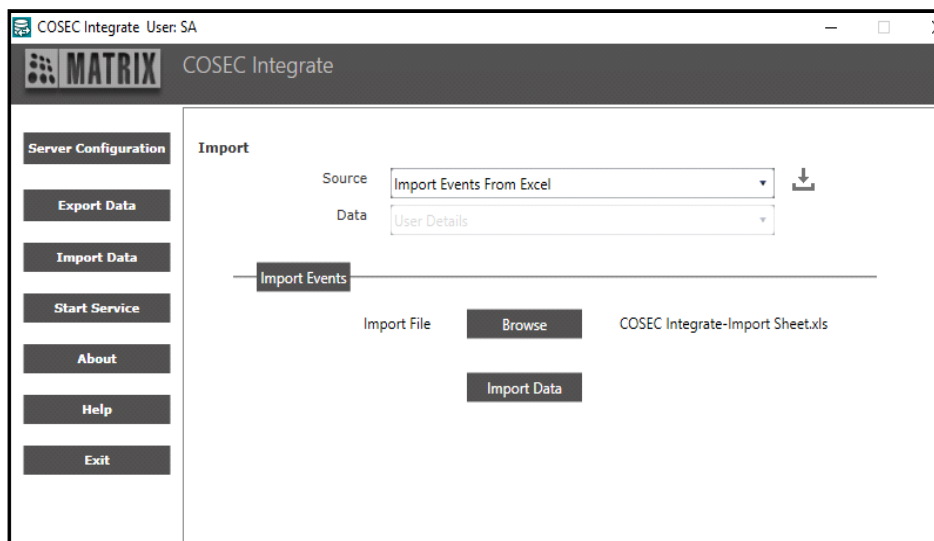 COSEC Integrate User: SA
MATRIX COSEC Integrate
Server Configuration
Export Data
Import Data
Start Service
About
Help
Exit
Import
Source Import Events From Excel
Data User Details
Import Events
Import File Browse COSEC Integrate-Import Sheet.xls
Import Data